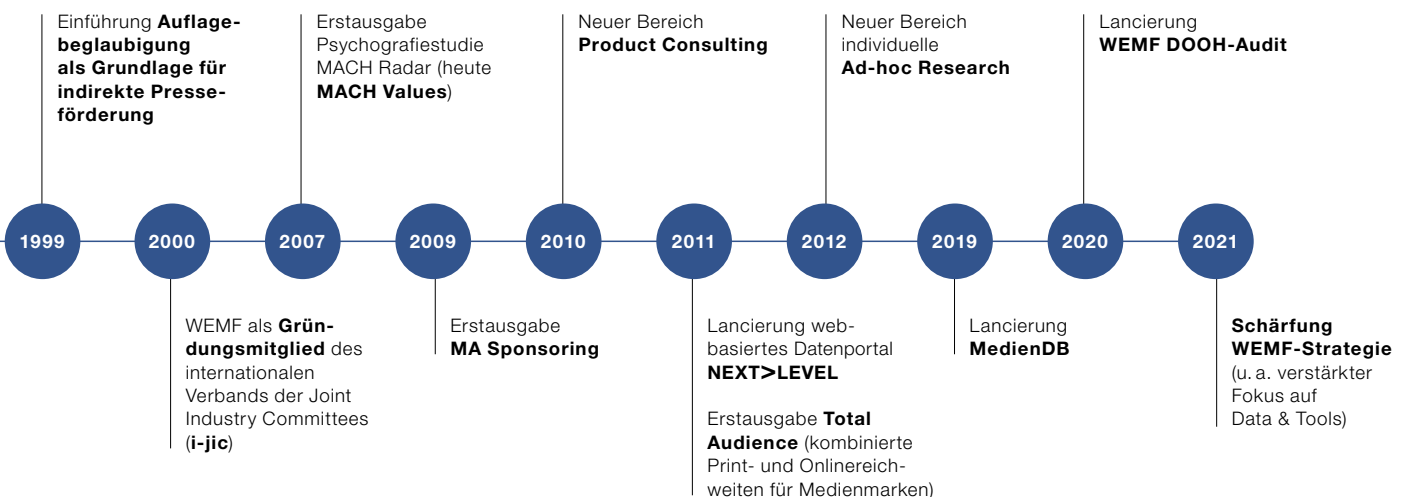 Einführung Auflage-
beglaubigung
als Grundlage für
indirekte Presse-
förderung
Erstausgabe
Psychografiestudie
MACH Radar (heute
MACH Values)
Neuer Bereich
Product Consulting
Neuer Bereich
individuelle
Ad-hoc Research
Lancierung
WEMF DOOH-Audit
1999
2000
2007
2009
2010
2011
2012
2019
2020
2021
WEMF als Grün-
dungsmitglied des
internationalen
Verbands der Joint
Industry Committees
(i-jic)
Erstausgabe
MA Sponsoring
Lancierung web-
basiertes Datenportal
NEXT>LEVEL
Erstausgabe Total
Audience (kombinierte
Print- und Onlinereich-
weiten für Medienmarken)
Lancierung
MedienDB
Schärfung
WEMF-Strategie
(u. a. verstärkter
Fokus auf
Data & Tools)